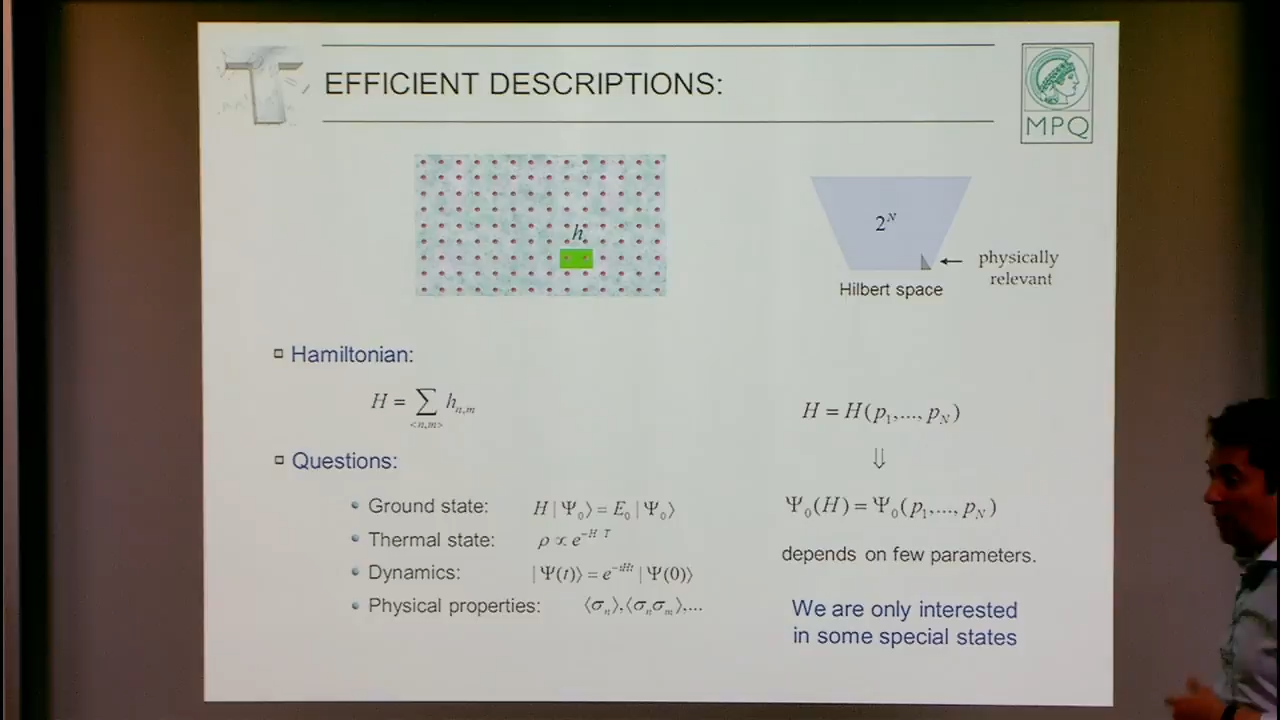 EFFICIENT DESCRIPTIONS:
MPQ
h
2^N
physically
relevant
Hilbert space
Hamiltonian:
H = ∑_{<n,m>} h_{n,m}
H = H(p_1,..., p_N)
⇓
Questions:
Ground state: H | Ψ_0⟩ = E_0 | Ψ_0⟩
Ψ_0(H) = Ψ_0(p_1,..., p_N)
Thermal state: ρ ∝ e^{-H T}
depends on few parameters.
Dynamics: | Ψ(t)⟩ = e^{-iHt} | Ψ(0)⟩
Physical properties: ⟨σ_n⟩,⟨σ_nσ_m⟩,...
We are only interested
in some special states